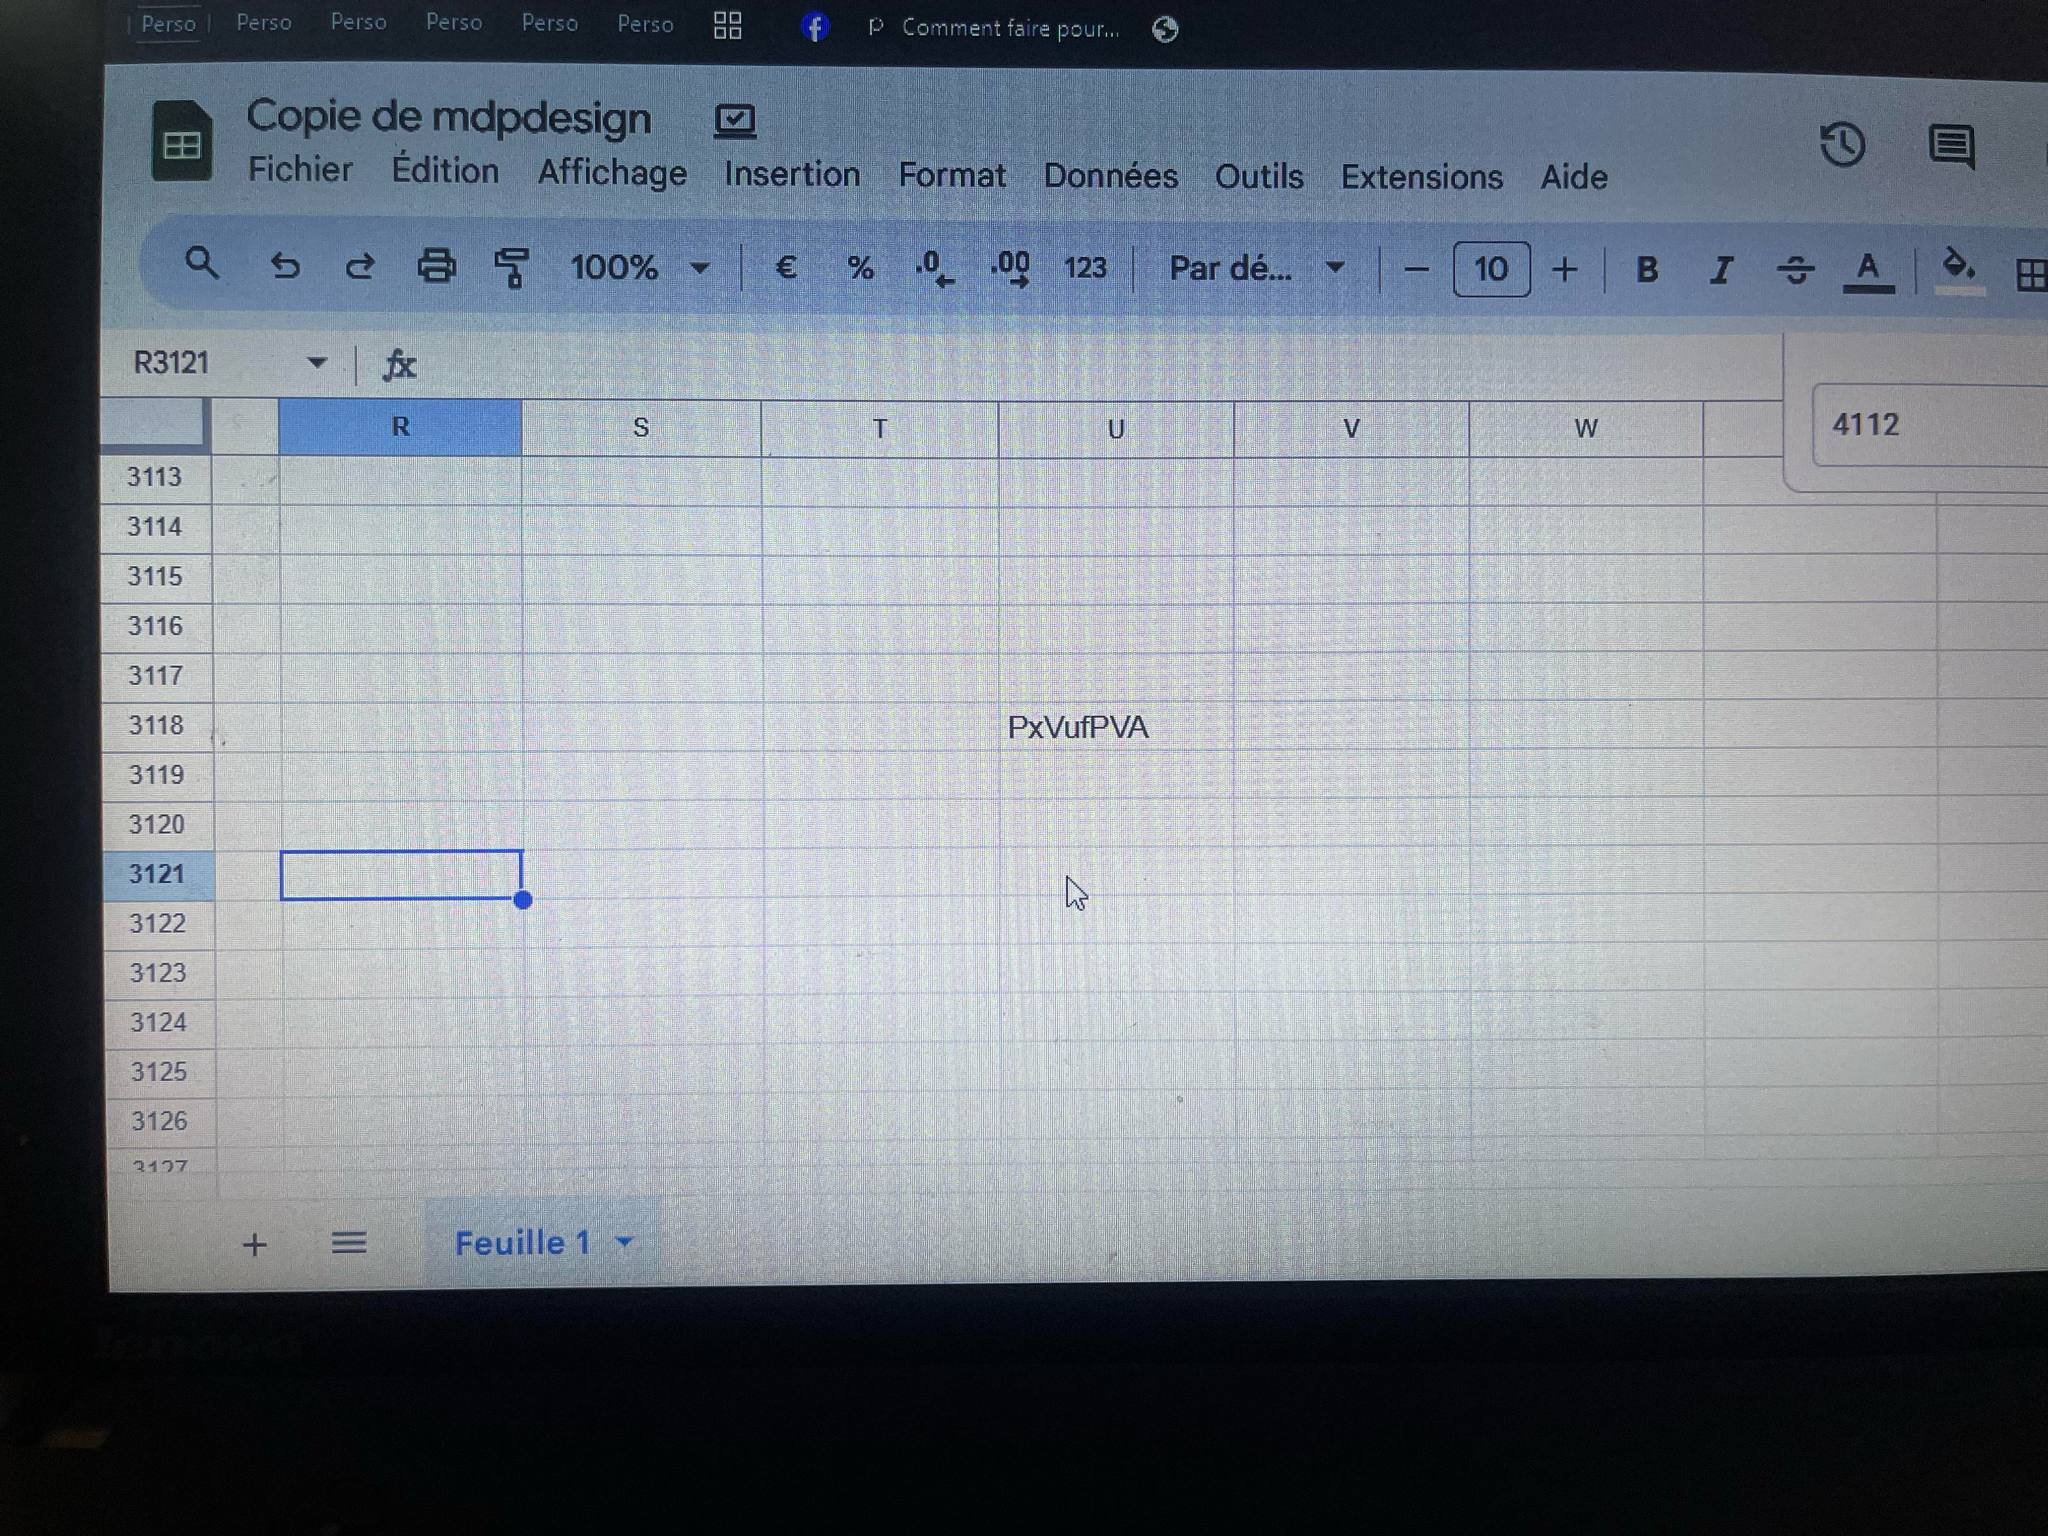 Perso Perso Perso Perso Perso Perso Comment faire pour...
Copie de mdpdesign
Fichier Édition Affichage Insertion Format Données Outils Extensions Aide
100% € % .0 .00 123 Par dé... − 10 + B I S A
R3121 fx
R S T U V W
4112
3113
3114
3115
3116
3117
3118 PxVufPVA
3119
3120
3121
3122
3123
3124
3125
3126
3127
+ Feuille 1